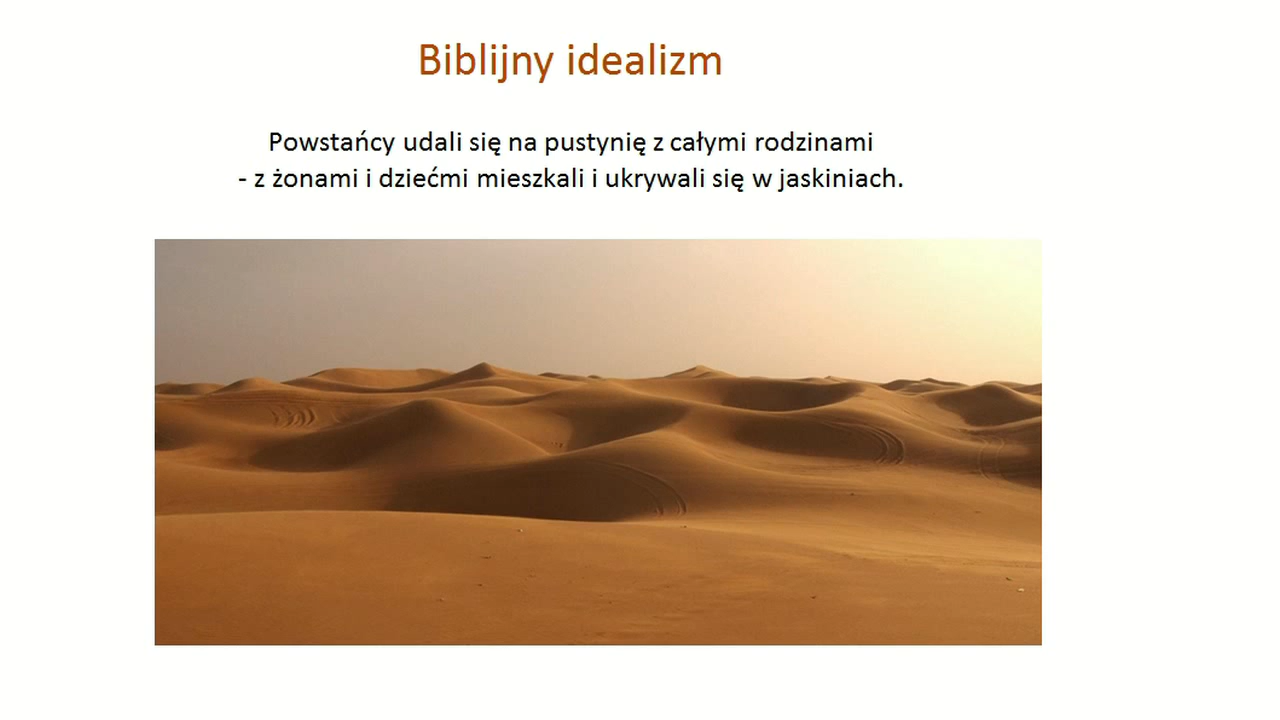 Biblijny idealizm
Powstańcy udali się na pustynię z całymi rodzinami
- z żonami i dziećmi mieszkali i ukrywali się w jaskiniach.